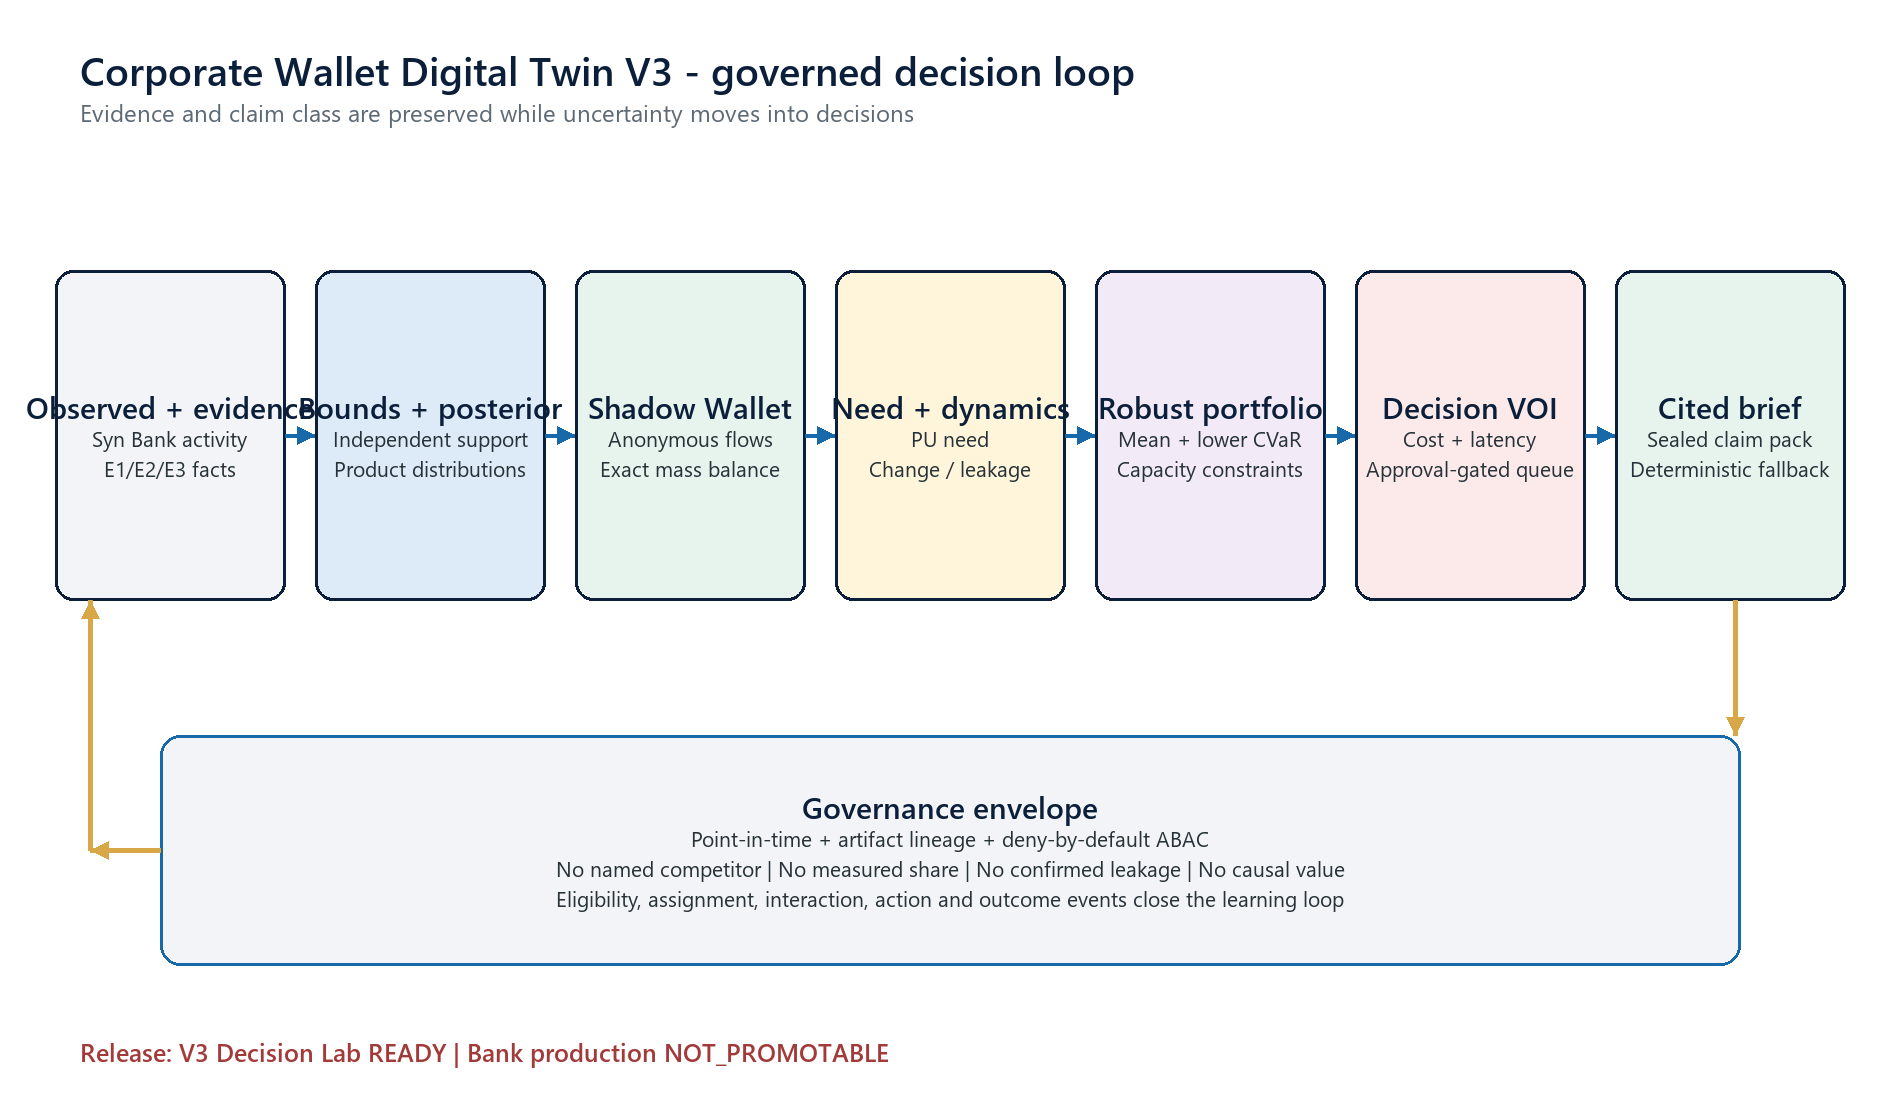 Corporate Wallet Digital Twin V3 - governed decision loop
Evidence and claim class are preserved while uncertainty moves into decisions
Observed + evidence
Syn Bank activity
E1/E2/E3 facts
Bounds + posterior
Independent support
Product distributions
Shadow Wallet
Anonymous flows
Exact mass balance
Need + dynamics
PU need
Change / leakage
Robust portfolio
Mean + lower CVaR
Capacity constraints
Decision VOI
Cost + latency
Approval-gated queue
Cited brief
Sealed claim pack
Deterministic fallback
Governance envelope
Point-in-time + artifact lineage + deny-by-default ABAC
No named competitor | No measured share | No confirmed leakage | No causal value
Eligibility, assignment, interaction, action and outcome events close the learning loop
Release: V3 Decision Lab READY | Bank production NOT_PROMOTABLE